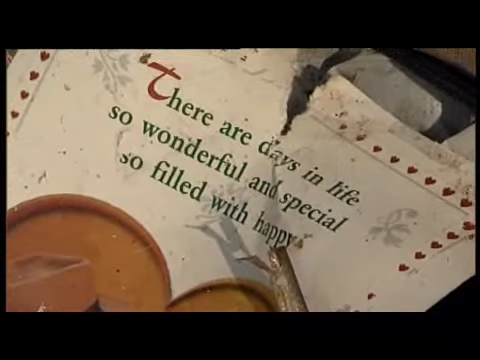 There are days in life
so wonderful and special
so filled with happy